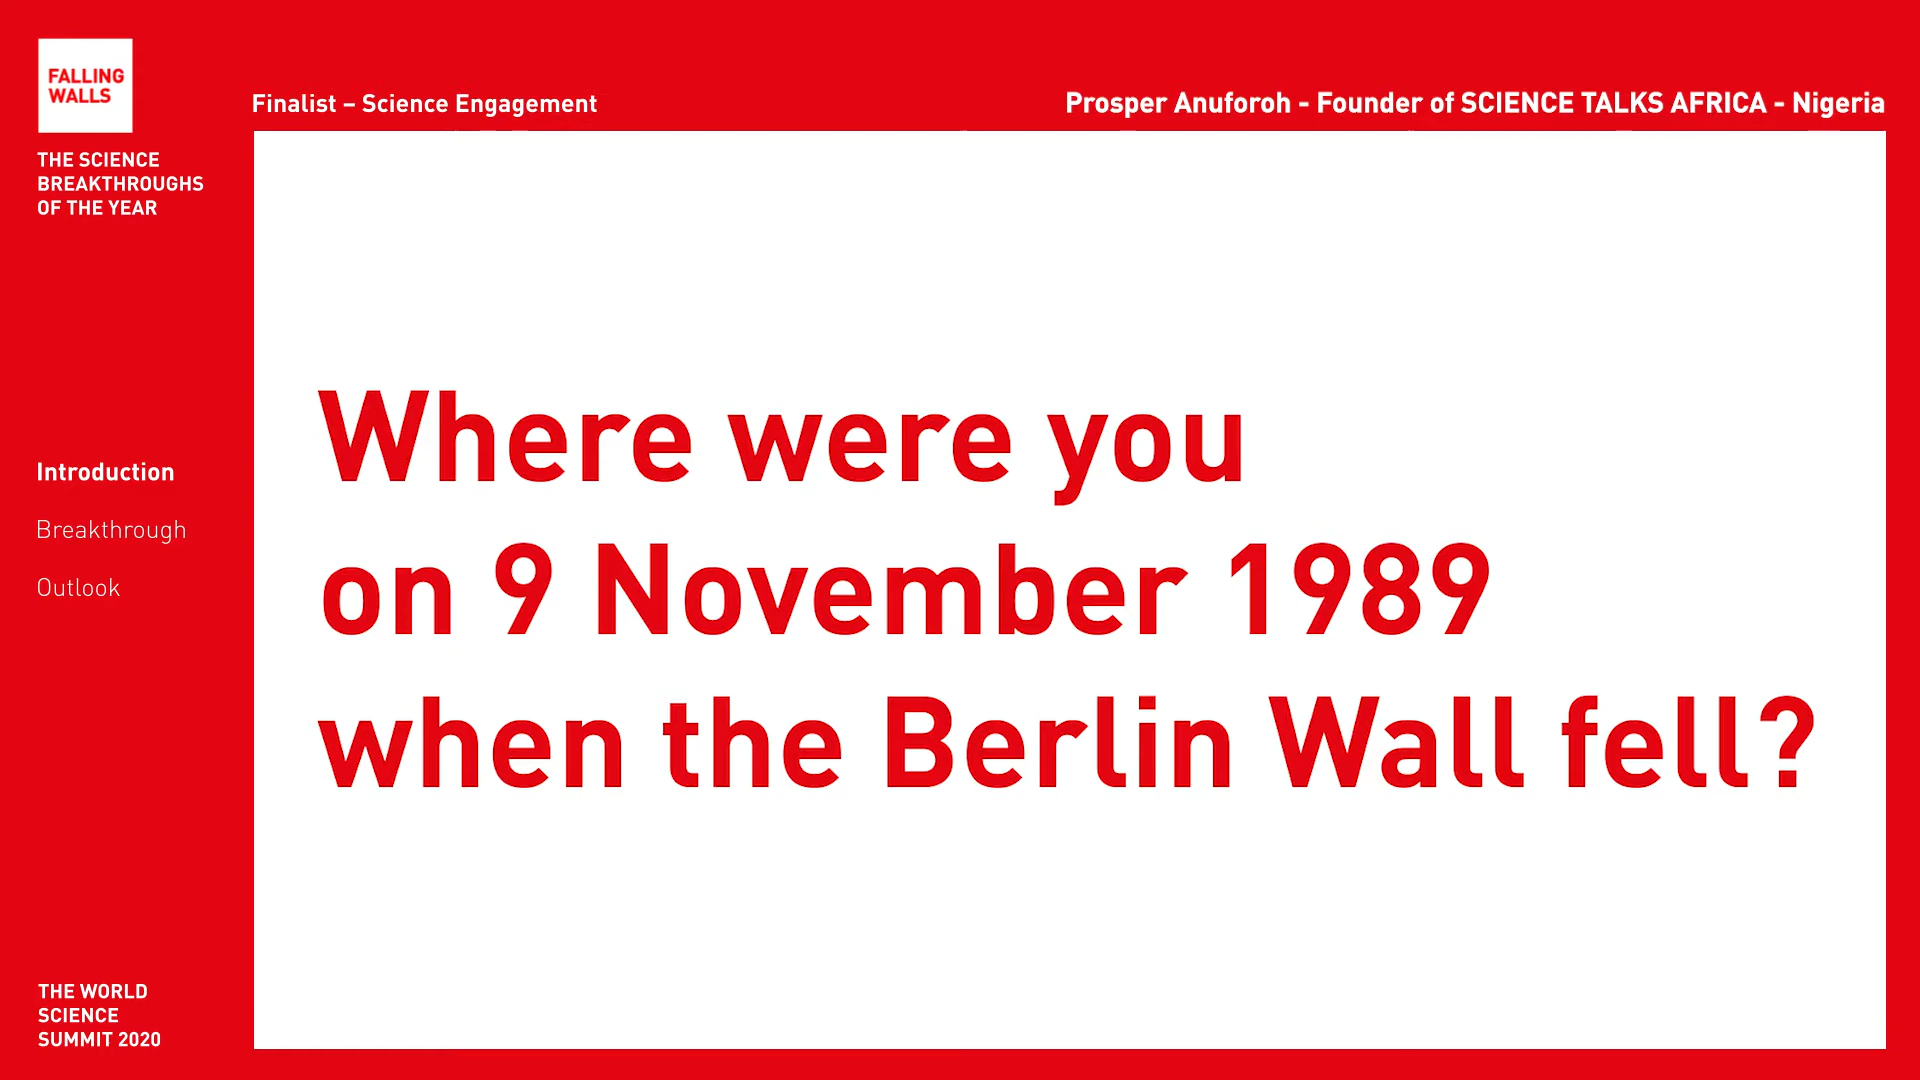 FALLING
WALLS
THE SCIENCE
BREAKTHROUGHS
OF THE YEAR
Finalist – Science Engagement
Prosper Anuforoh - Founder of SCIENCE TALKS AFRICA - Nigeria
Introduction
Breakthrough
Outlook
Where were you
on 9 November 1989
when the Berlin Wall fell?
THE WORLD
SCIENCE
SUMMIT 2020